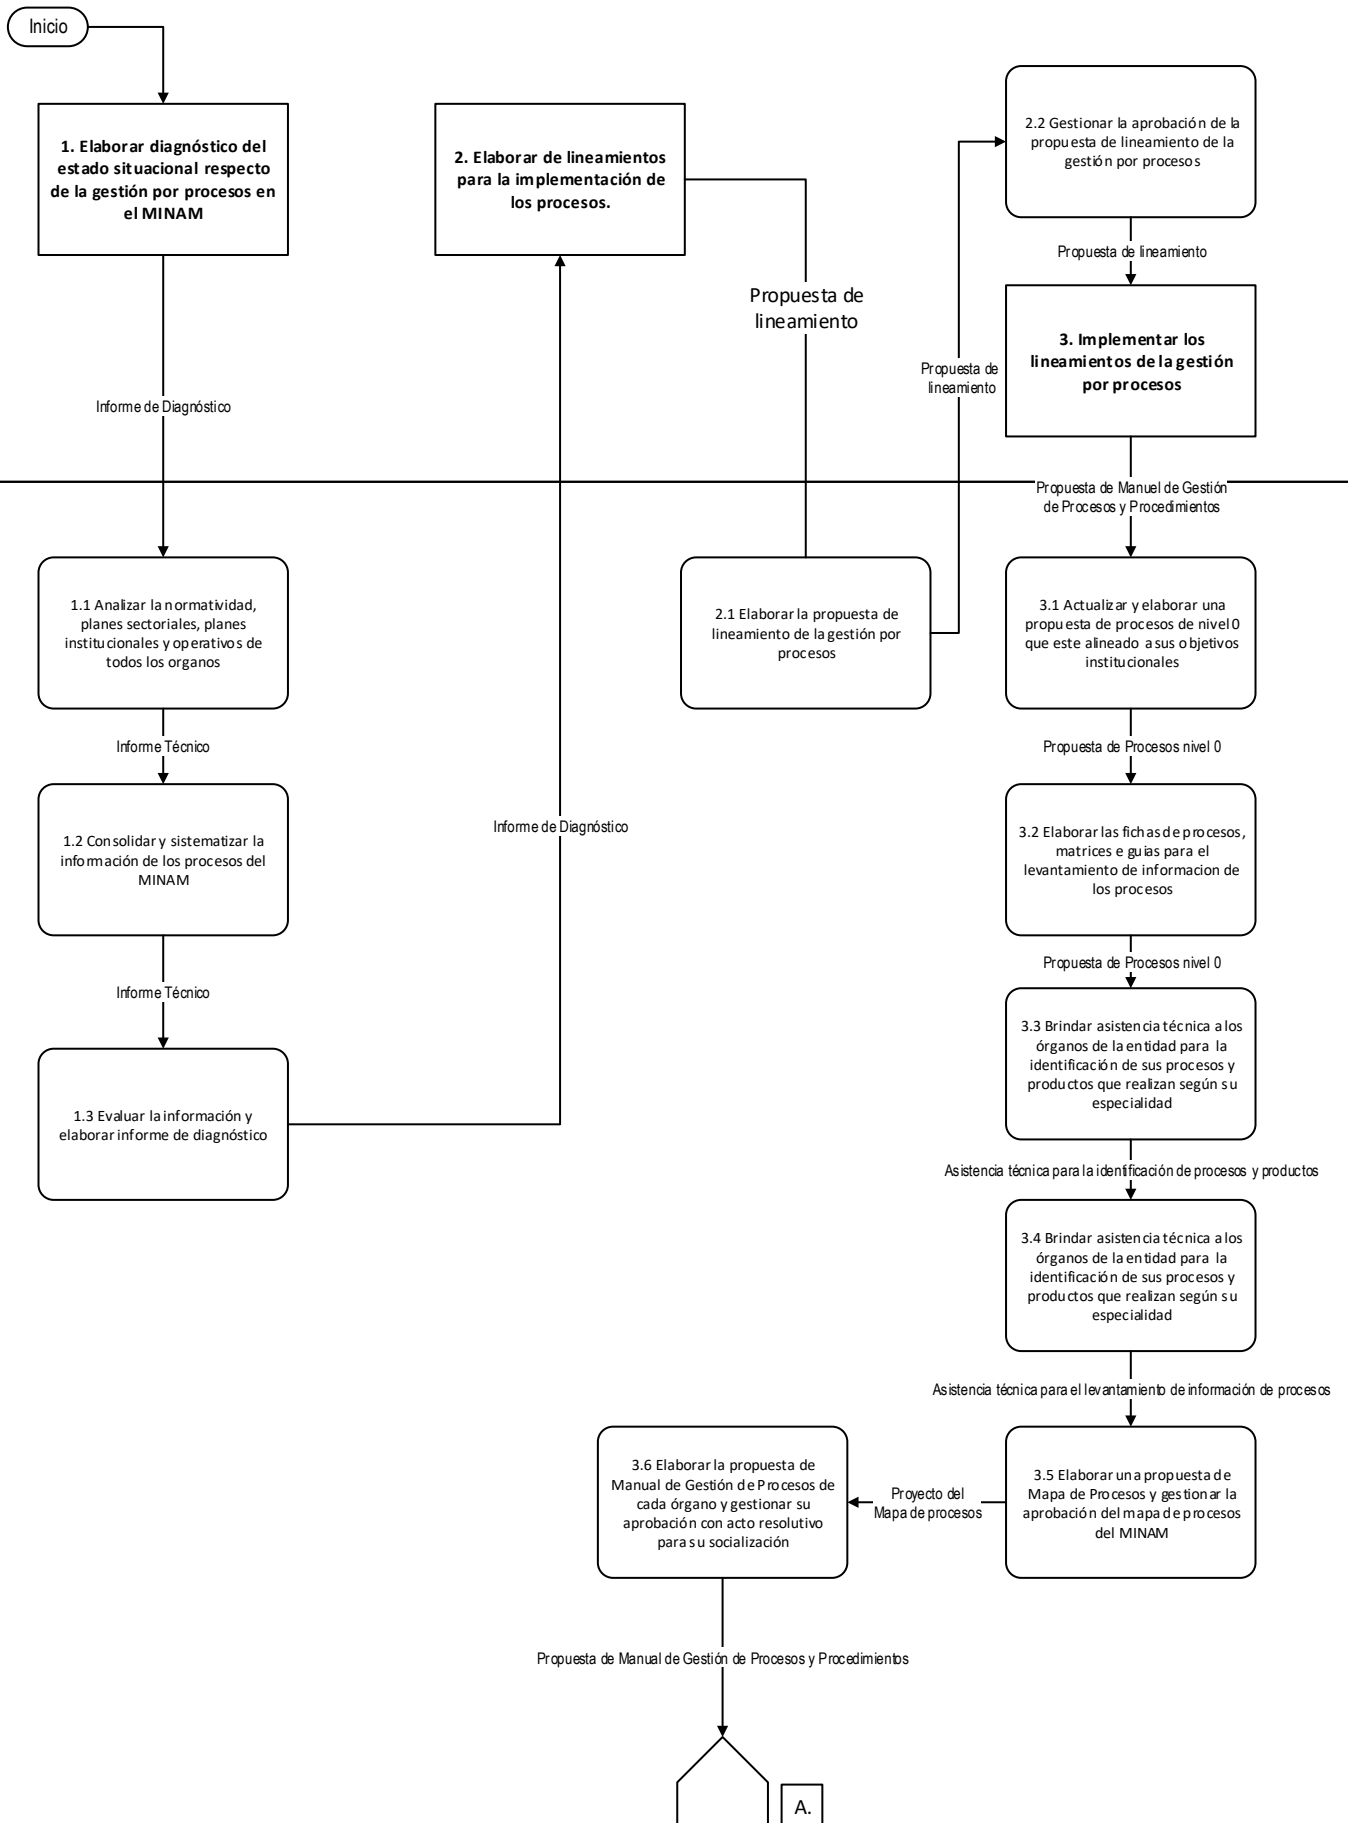 Inicio
1. Elaborar diagnóstico del
estado situacional respecto
de la gestión por procesos en
el MINAM
Informe de Diagnóstico
1.1 Analizar la normatividad,
planes sectoriales, planes
institucionales y operativos de
todos los organos
Informe Técnico
1.2 Consolidar y sistematizar la
información de los procesos del
MINAM
Informe Técnico
1.3 Evaluar la información y
elaborar informe de diagnóstico
Informe de Diagnóstico
2. Elaborar de lineamientos
para la implementación de
los procesos.
Propuesta de
lineamiento
2.1 Elaborar la propuesta de
lineamiento de la gestión por
procesos
Propuesta de
lineamiento
2.2 Gestionar la aprobación de la
propuesta de lineamiento de la
gestión por procesos
Propuesta de lineamiento
3. Implementar los
lineamientos de la gestión
por procesos
Propuesta de Manuel de Gestión
de Procesos y Procedimientos
3.1 Actualizar y elaborar una
propuesta de procesos de nivel 0
que este alineado a sus objetivos
institucionales
Propuesta de Procesos nivel 0
3.2 Elaborar las fichas de procesos,
matrices e guias para el
levantamiento de informacion de
los procesos
Propuesta de Procesos nivel 0
3.3 Brindar asistencia técnica a los
órganos de la entidad para la
identificación de sus procesos y
productos que realizan según su
especialidad
Asistencia técnica para la identificación de procesos y productos
3.4 Brindar asistencia técnica a los
órganos de la entidad para la
identificación de sus procesos y
productos que realizan según su
especialidad
Asistencia técnica para el levantamiento de información de procesos
3.5 Elaborar una propuesta de
Mapa de Procesos y gestionar la
aprobación del mapa de procesos
del MINAM
Proyecto del
Mapa de procesos
3.6 Elaborar la propuesta de
Manual de Gestión de Procesos de
cada órgano y gestionar su
aprobación con acto resolutivo
para su socialización
Propuesta de Manual de Gestión de Procesos y Procedimientos
A.